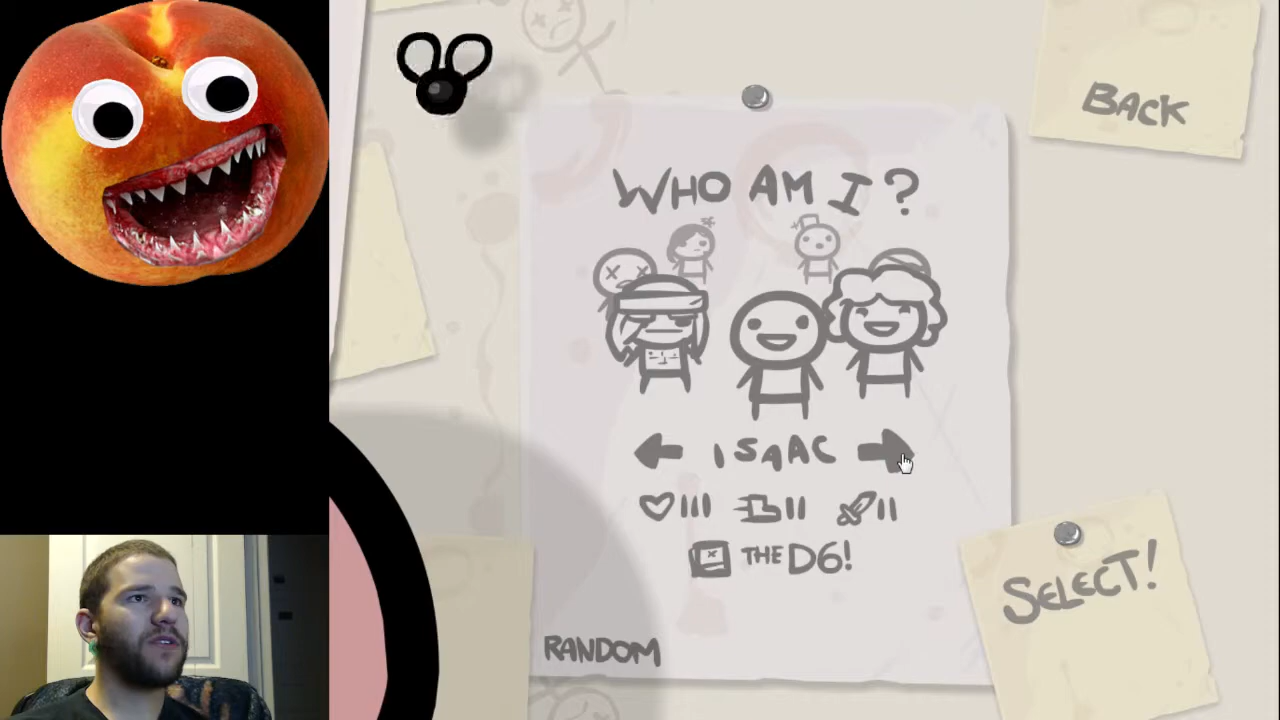 BACK
WHO AM I?
ISAAC
THE D6!
SELECT!
RANDOM